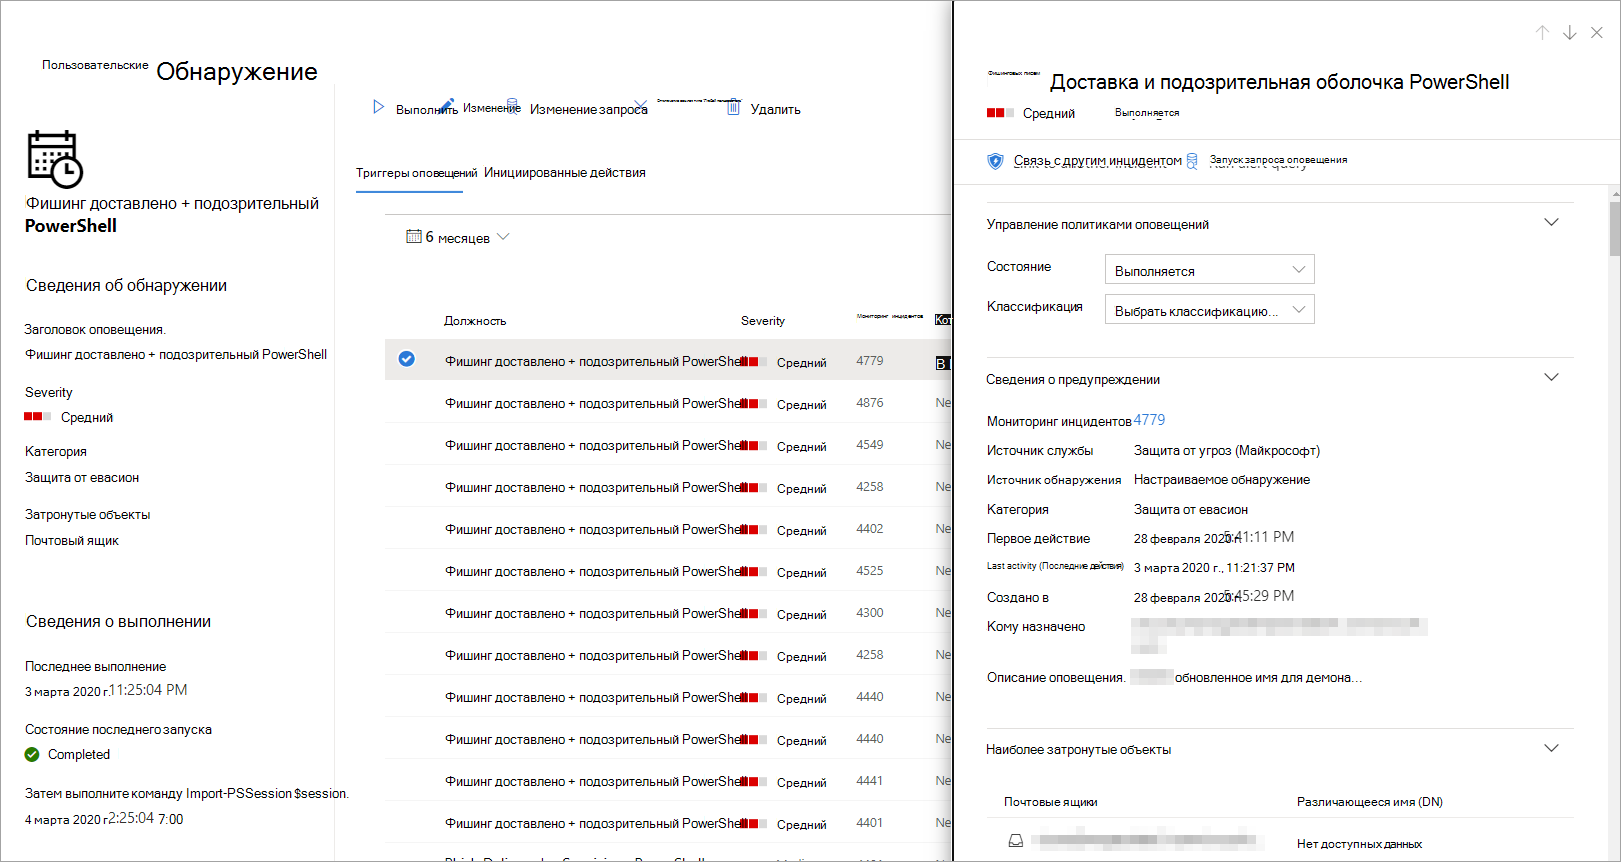 Пользовательские Обнаружение
Фишинг доставлено + подозрительный
PowerShell
Сведения об обнаружении
Заголовок оповещения.
Фишинг доставлено + подозрительный PowerShell
Severity
Средний
Категория
Защита от евасион
Затронутые объекты
Почтовый ящик
Сведения о выполнении
Последнее выполнение
3 марта 2020 г. 11:25:04 PM
Состояние последнего запуска
Completed
Затем выполните команду Import-PSSession $session.
4 марта 2020 2:25:04 7:00
Выполнить Изменение Изменение запроса Удалить
Триггеры оповещений Инициированные действия
6 месяцев
Должность Severity Мониторинг инцидентов
Фишинг доставлено + подозрительный PowerShell Средний 4779
Фишинг доставлено + подозрительный PowerShell Средний 4876 Ne
Фишинг доставлено + подозрительный PowerShell Средний 4549 Ne
Фишинг доставлено + подозрительный PowerShell Средний 4258 Ne
Фишинг доставлено + подозрительный PowerShell Средний 4402 Ne
Фишинг доставлено + подозрительный PowerShell Средний 4525 Ne
Фишинг доставлено + подозрительный PowerShell Средний 4300 Ne
Фишинг доставлено + подозрительный PowerShell Средний 4258 Ne
Фишинг доставлено + подозрительный PowerShell Средний 4440 Ne
Фишинг доставлено + подозрительный PowerShell Средний 4440 Ne
Фишинг доставлено + подозрительный PowerShell Средний 4441 Ne
Фишинг доставлено + подозрительный PowerShell Средний 4401 Ne
Доставка и подозрительная оболочка PowerShell
Средний Выполняется
Связь с другим инцидентом Запуск запроса оповещения
Управление политиками оповещений
Состояние Выполняется
Классификация Выбрать классификацию...
Сведения о предупреждении
Мониторинг инцидентов 4779
Источник службы Защита от угроз (Майкрософт)
Источник обнаружения Настраиваемое обнаружение
Категория Защита от евасион
Первое действие 28 февраля 2020 г. 5:41:11 PM
Last activity (Последние действия) 3 марта 2020 г., 11:21:37 PM
Создано в 28 февраля 2020 г. 5:45:29 PM
Кому назначено
Описание оповещения. обновленное имя для демона...
Наиболее затронутые объекты
Почтовые ящики Различающееся имя (DN)
Нет доступных данных